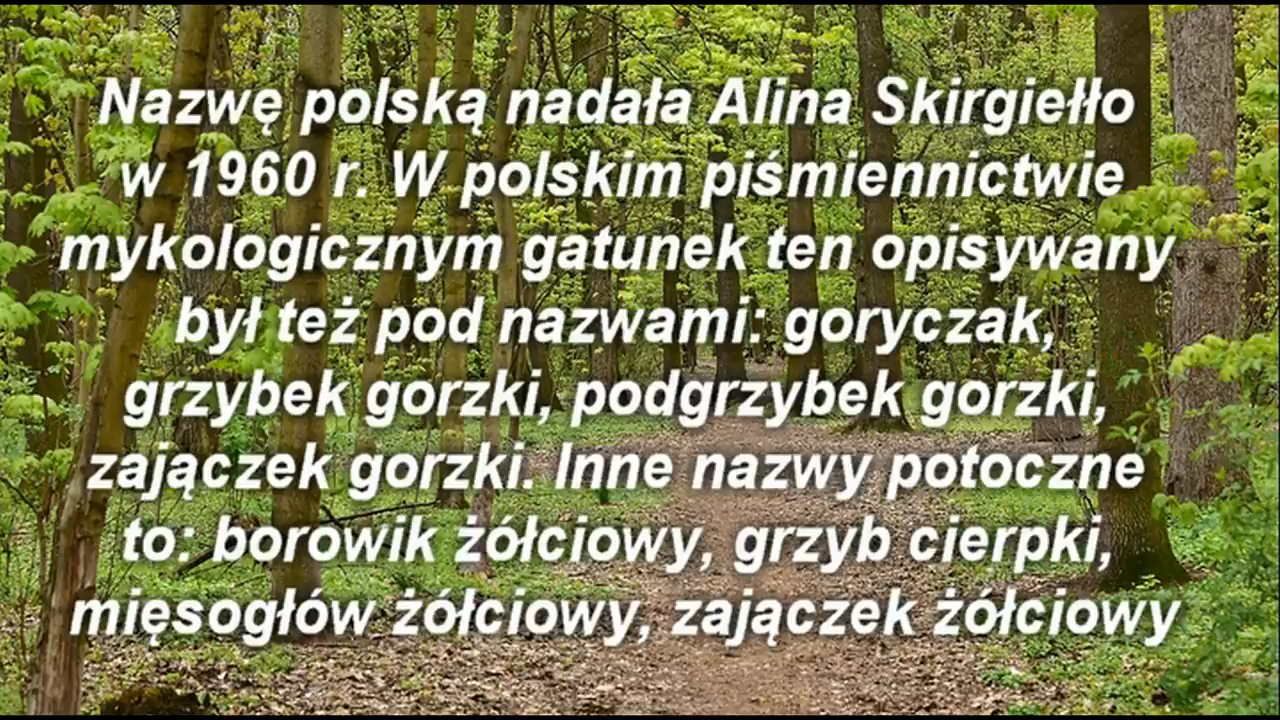 Nazwę polską nadała Alina Skirgiełło
w 1960 r. W polskim piśmiennictwie
mykologicznym gatunek ten opisywany
był też pod nazwami: goryczak,
grzybek gorzki, podgrzybek gorzki,
zajączek gorzki. Inne nazwy potoczne
to: borowik żółciowy, grzyb cierpki,
mięsogłów żółciowy, zajączek żółciowy